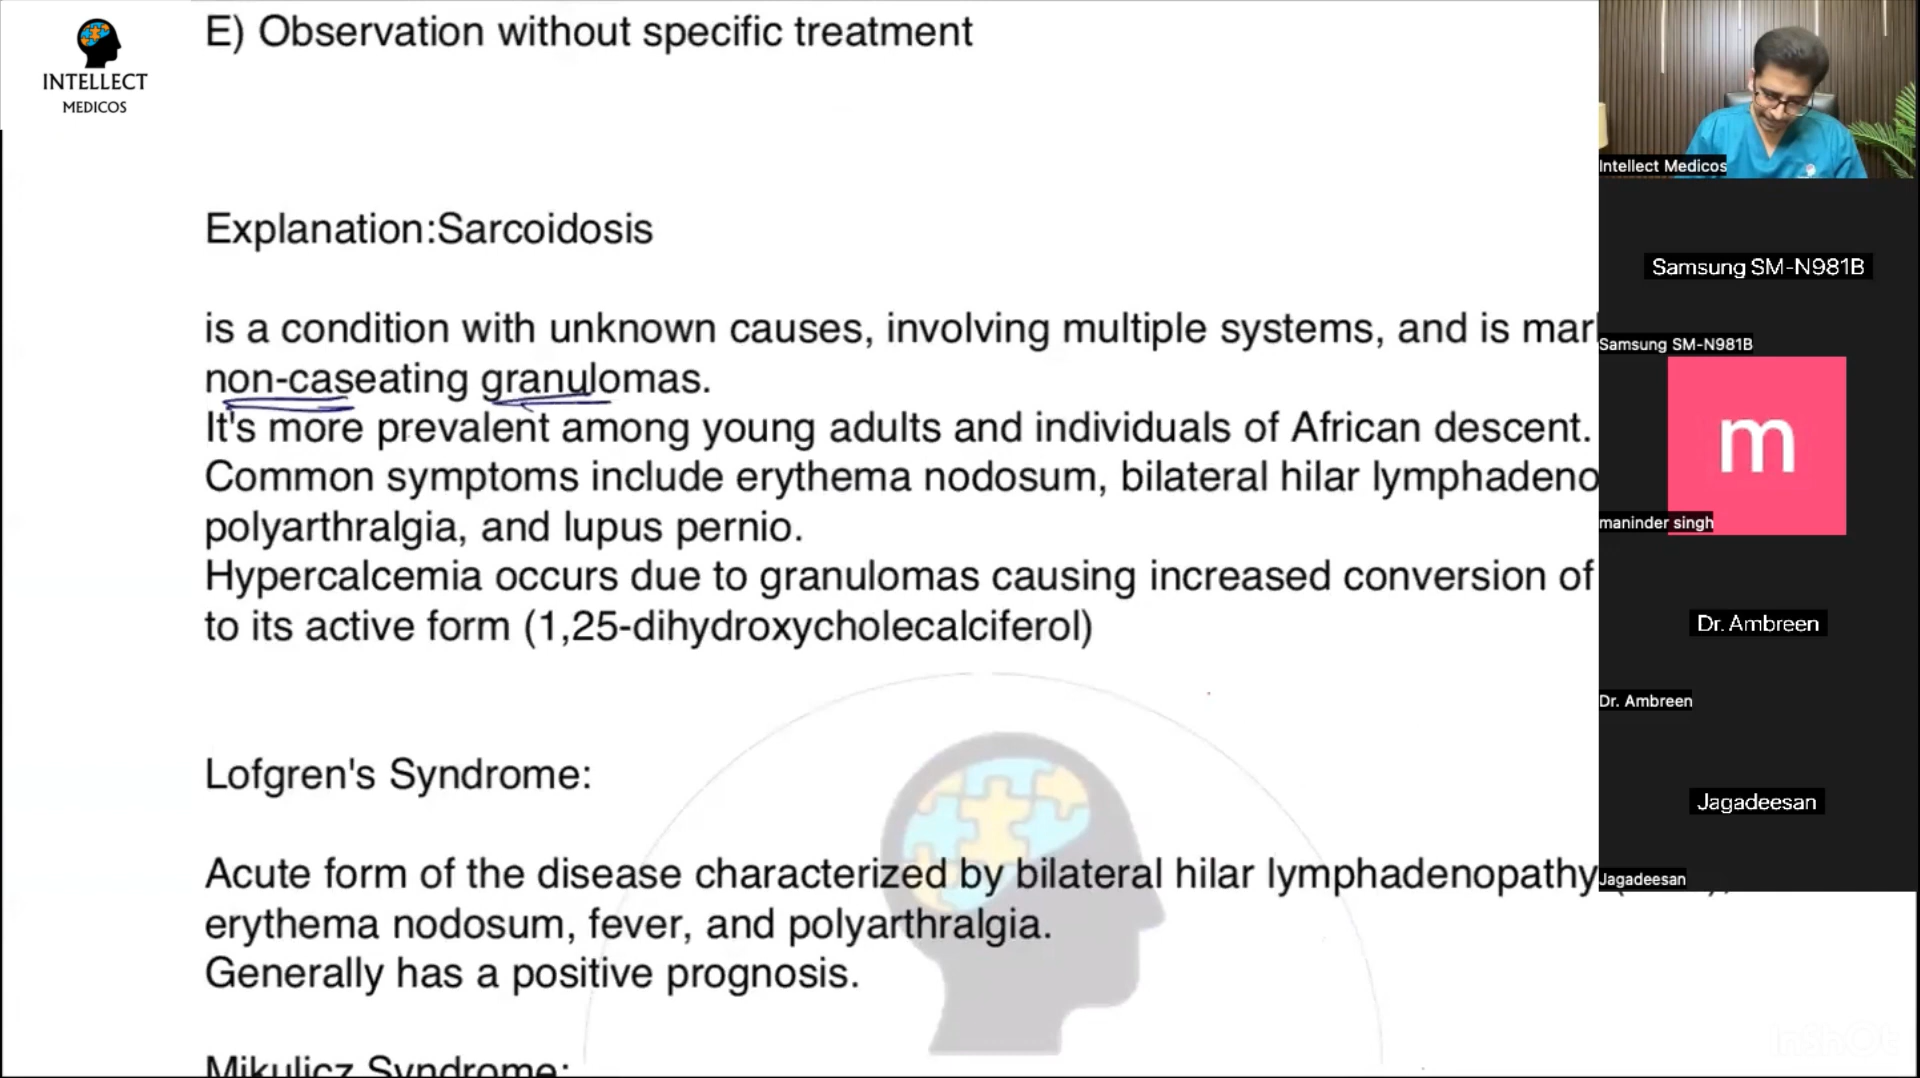 E) Observation without specific treatment
INTELLECT
MEDICOS
Explanation:Sarcoidosis
is a condition with unknown causes, involving multiple systems, and is
non-caseating granulomas.
It's more prevalent among young adults and individuals of African descent.
Common symptoms include erythema nodosum, bilateral hilar
polyarthralgia, and lupus pernio.
Hypercalcemia occurs due to granulomas causing increased conversion of
to its active form (1,25-dihydroxycholecalciferol)
Lofgren's Syndrome:
Acute form of the disease characterized by bilateral hilar lymphadenopathy
erythema nodosum, fever, and polyarthralgia.
Generally has a positive prognosis.
Mikulicz Syndrome:
Intellect Medicos
Samsung SM-N981B
Samsung SM-N981B
m
maninder singh
Dr. Ambreen
Dr. Ambreen
Jagadeesan
Jagadeesan